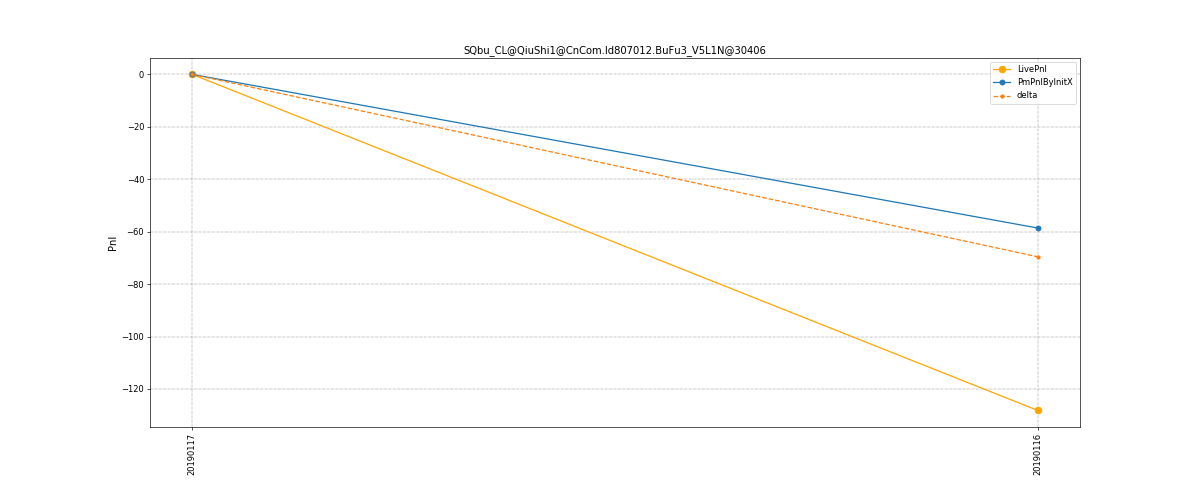 SQbu_CL@QiuShi1@CnCom.Id807012.BuFu3_V5L1N@30406
LivePnl
PmPnlByInitX
delta
0
−20
−40
−60
−80
−100
−120
Pnl
20190117
20190116